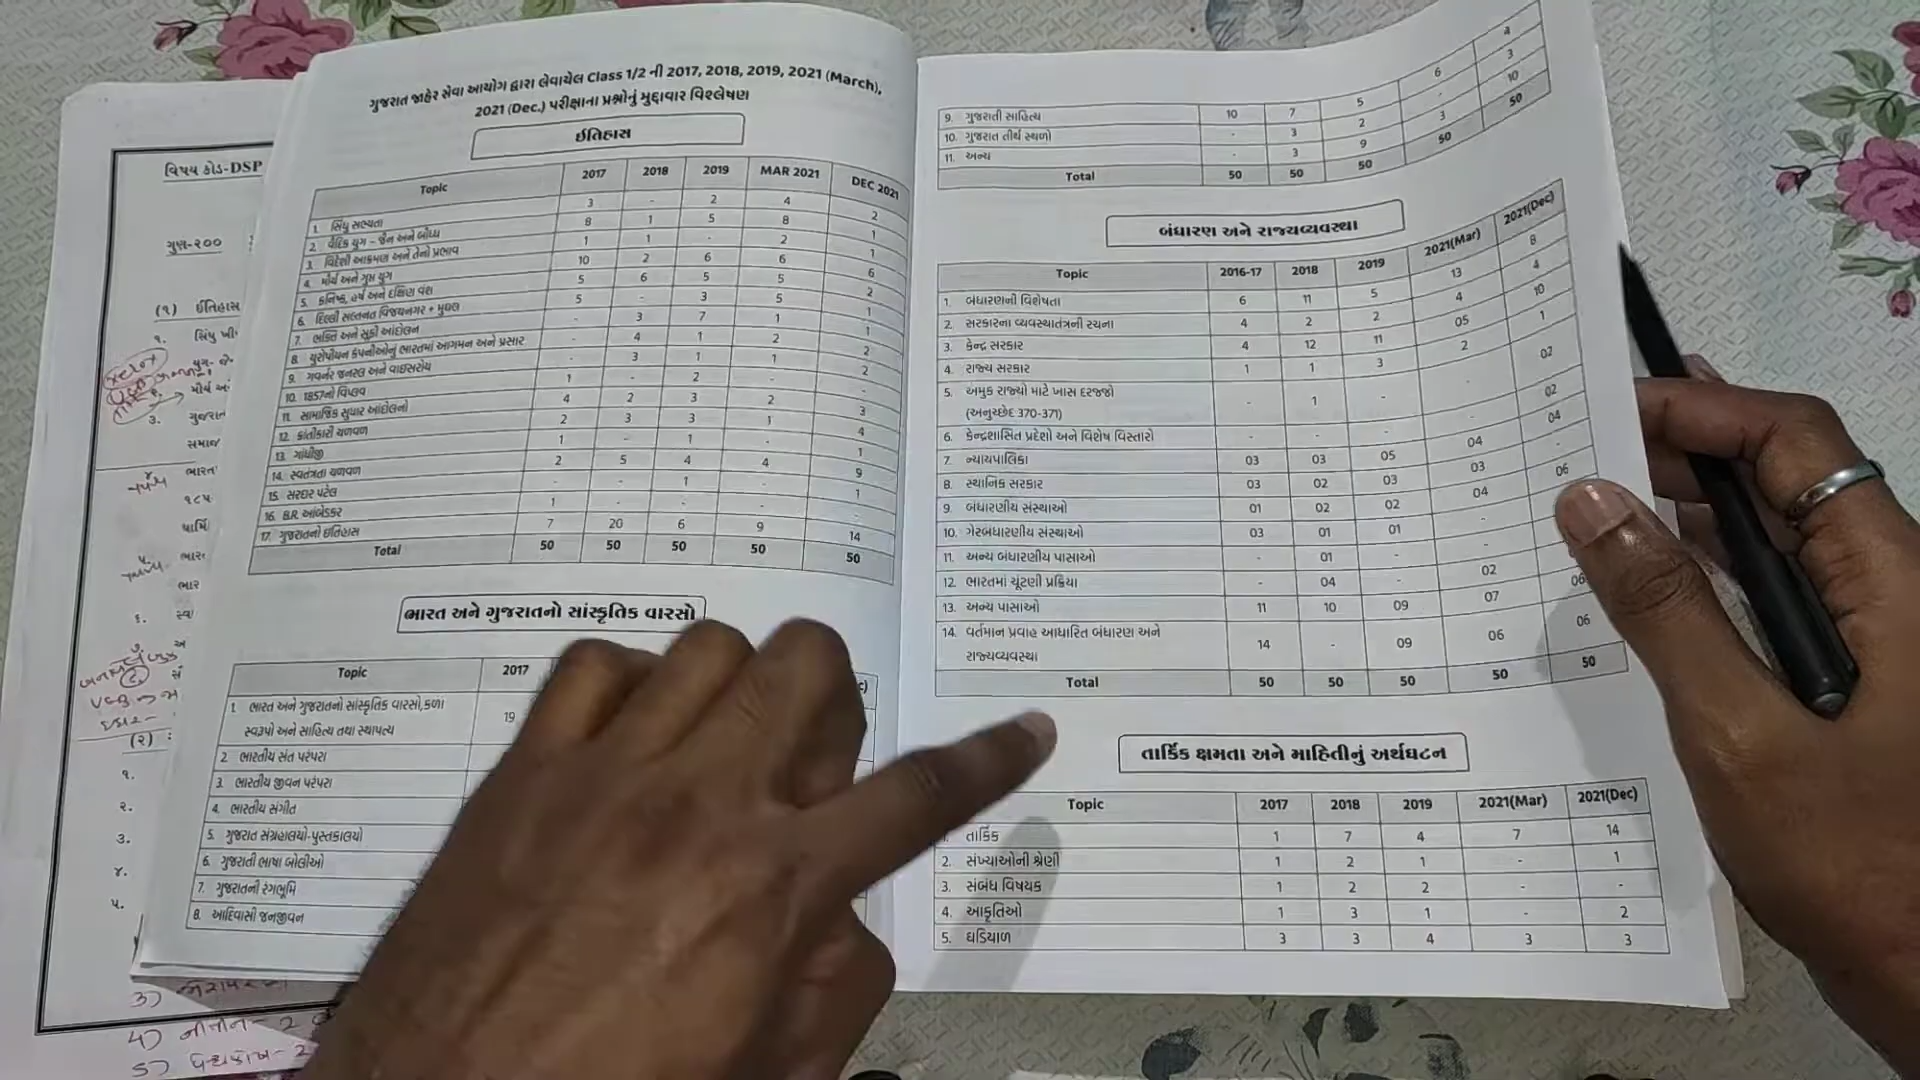 ગુજરાત જાહેર સેવા આયોગ દ્વારા લેવાયેલ Class 1/2 ની 2017, 2018, 2019, 2021 (March),
2021 (Dec.) પરીક્ષાના પ્રશ્નોનું મુદ્દાવાર વિશ્લેષણ
ઈતિહાસ
Topic 2017 2018 2019 MAR 2021 DEC 2021
1. સિંધુ સભ્યતા 3 - 2 4 2
2. વૈદિક યુગ – જૈન અને બૌધ્ધ 8 1 5 8 1
3. વિદેશી આક્રમણ અને તેનો પ્રભાવ 1 1 - 2 1
4. મૌર્ય અને ગુપ્ત યુગ 10 2 6 6 6
5. કનિષ્ક, હર્ષ અને દક્ષિણ વંશ 5 6 5 5 2
6. દિલ્લી સલ્તનત વિજયનગર + મુઘલ 5 - 3 5 1
7. ભક્તિ અને સૂફી આંદોલન - 3 7 1 1
8. યુરોપીયન કંપનીઓનું ભારતમાં આગમન અને પ્રસાર - 4 1 2 2
9. ગવર્નર જનરલ અને વાઇસરોય - 3 1 1 2
10. 1857નો વિપ્લવ 1 - 2 - -
11. સામાજિક સુધાર આંદોલનો 4 2 3 2 3
12. ક્રાંતીકારી ચળવળ 2 3 3 1 4
13. ગાંધીજી 1 - 1 - 1
14. સ્વતંત્રતા ચળવળ 2 5 4 4 9
15. સરદાર પટેલ - - 1 - 1
16. B.R. આંબેડકર 1 - - - -
17. ગુજરાતનો ઇતિહાસ 7 20 6 9 14
Total 50 50 50 50 50
ભારત અને ગુજરાતનો સાંસ્કૃતિક વારસો
Topic 2017
1. ભારત અને ગુજરાતનો સાંસ્કૃતિક વારસો,કળા
સ્વરૂપો અને સાહિત્ય તથા સ્થાપત્ય 19
2. ભારતીય સંત પરંપરા
3. ભારતીય જીવન પરંપરા
4. ભારતીય સંગીત
5. ગુજરાત સંગ્રહાલયો-પુસ્તકાલયો
6. ગુજરાતી ભાષા બોલીઓ
7. ગુજરાતની રંગભૂમિ
8. આદિવાસી જનજીવન
4
9. ગુજરાતી સાહિત્ય 10 7 5 6 3
10. ગુજરાત તીર્થ સ્થળો - 3 2 - 10
11. અન્ય - 3 9 3
Total 50 50 50 50 50
બંધારણ અને રાજ્યવ્યવસ્થા
Topic 2016-17 2018 2019 2021(Mar) 2021(Dec)
1. બંધારણની વિશેષતા 6 11 5 13 8
2. સરકારના વ્યવસ્થાતંત્રની રચના 4 2 2 4 4
3. કેન્દ્ર સરકાર 4 12 11 05 10
4. રાજ્ય સરકાર 1 1 3 2 1
5. અમુક રાજ્યો માટે ખાસ દરજ્જો
(અનુચ્છેદ 370-371) - 1 - - 02
6. કેન્દ્રશાસિત પ્રદેશો અને વિશેષ વિસ્તારો - - - - 02
7. ન્યાયપાલિકા 03 03 05 04 04
8. સ્થાનિક સરકાર 03 02 03 03 -
9. બંધારણીય સંસ્થાઓ 01 02 02 04 06
10. ગેરબંધારણીય સંસ્થાઓ 03 01 01 -
11. અન્ય બંધારણીય પાસાઓ - 01 - -
12. ભારતમાં ચૂંટણી પ્રક્રિયા - 04 - 02
13. અન્ય પાસાઓ 11 10 09 07 06
14. વર્તમાન પ્રવાહ આધારિત બંધારણ અને
રાજ્યવ્યવસ્થા 14 - 09 06 06
Total 50 50 50 50 50
તાર્કિક ક્ષમતા અને માહિતીનું અર્થઘટન
Topic 2017 2018 2019 2021(Mar) 2021(Dec)
તાર્કિક 1 7 4 7 14
2. સંખ્યાઓની શ્રેણી 1 2 1 - 1
3. સંબંધ વિષયક 1 2 2 - -
4. આકૃતિઓ 1 3 1 - 2
5. ઘડિયાળ 3 3 4 3 3
વિષય કોડ-DSP
ગુણ-૨૦૦
(૧) ઈતિહાસ
૧. સિંધુ ખી
યુગ- જૈ
મૌર્ય અ
૩. ગુજરાત
સમાજ
ભારત
૧૮૫
ધાર્મિ
૫. ભાર
ભાર
૬. સ્વા
(૨)
૧.
૨.
૩.
૪.
૫.
3)
4)
5)